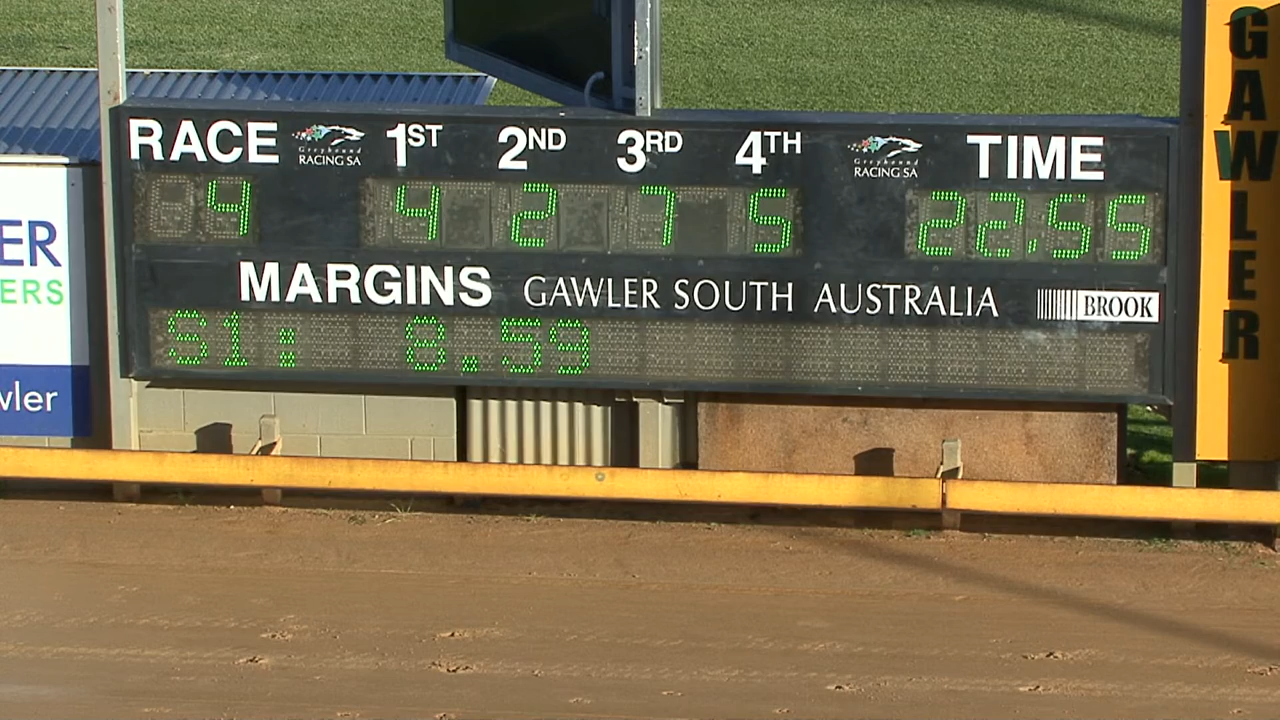 RACE Greyhound RACING SA 1ST 2ND 3RD 4TH Greyhound RACING SA TIME
4 4 2 7 5 22.55
MARGINS GAWLER SOUTH AUSTRALIA BROOK
S1: 8.59
ER
ERS
wler
GAWLER